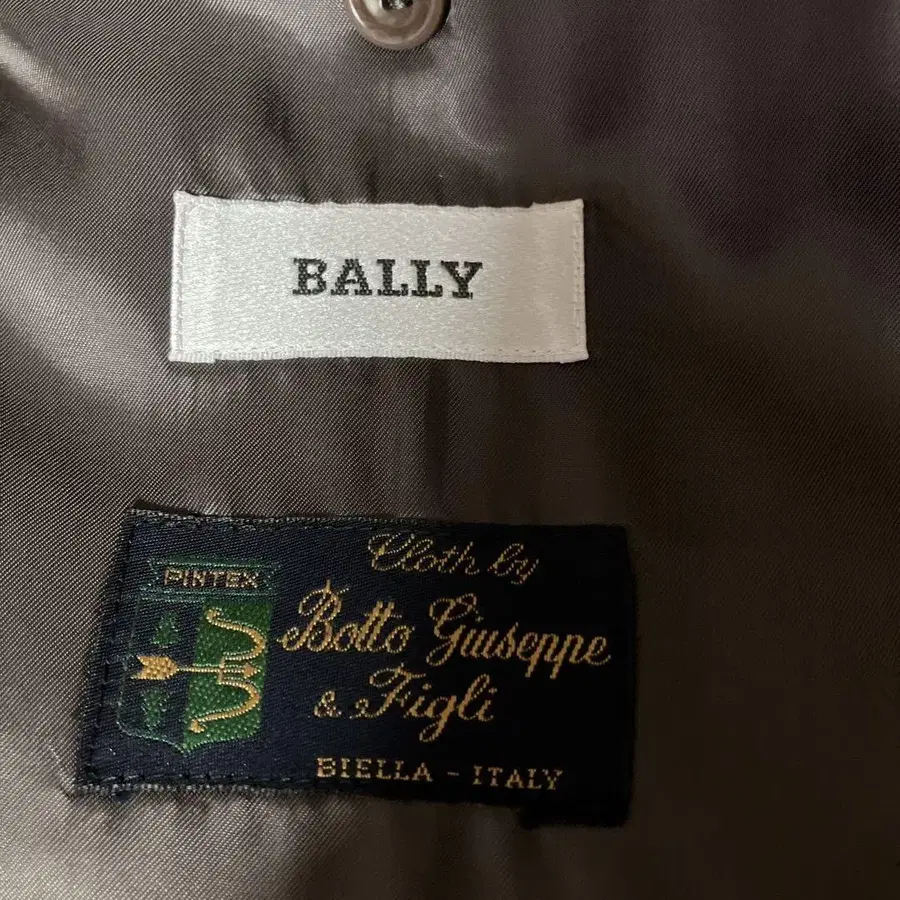 BALLY
PINTEX
Cloth by
Botto Giuseppe
& Figli
BIELLA - ITALY